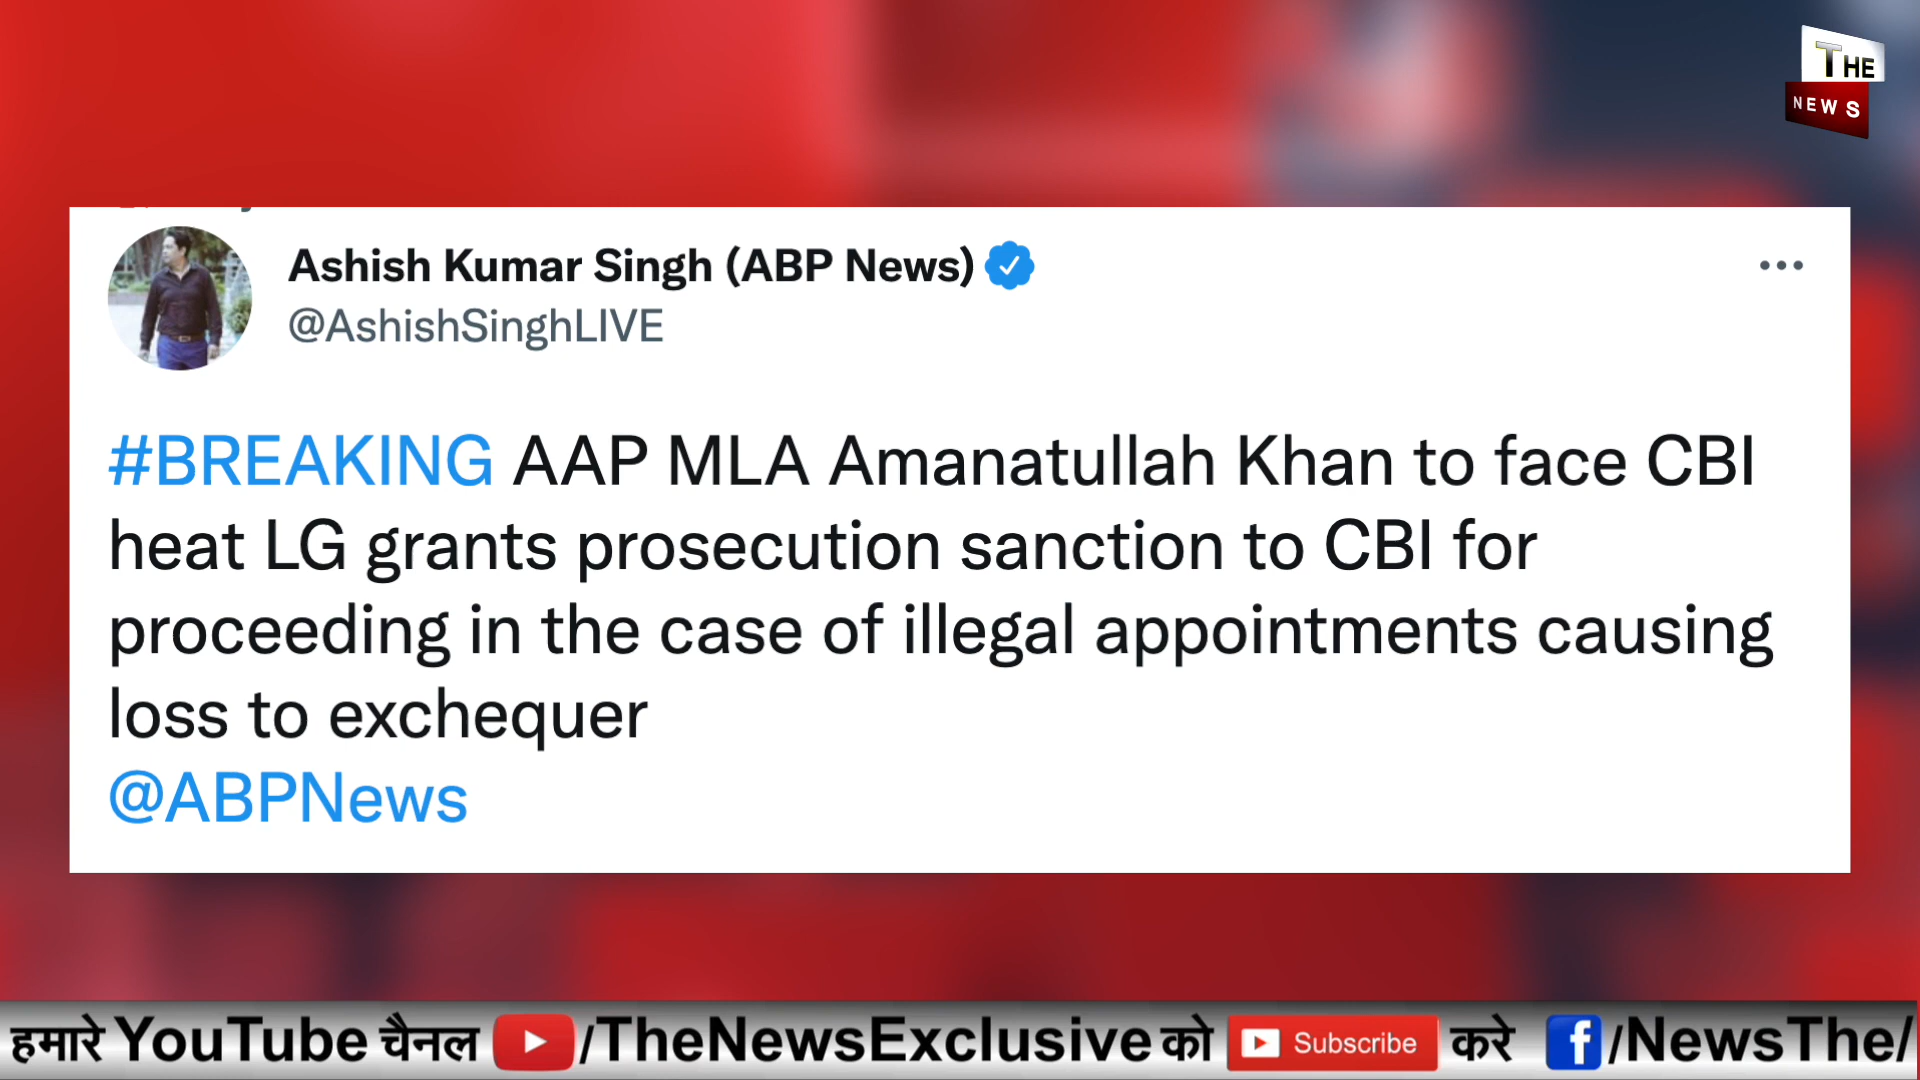 THE
NEWS
Ashish Kumar Singh (ABP News)
@AshishSinghLIVE
#BREAKING AAP MLA Amanatullah Khan to face CBI
heat LG grants prosecution sanction to CBI for
proceeding in the case of illegal appointments causing
loss to exchequer
@ABPNews
हमारे YouTube चैनल /TheNewsExclusive को Subscribe करे f/NewsThe/